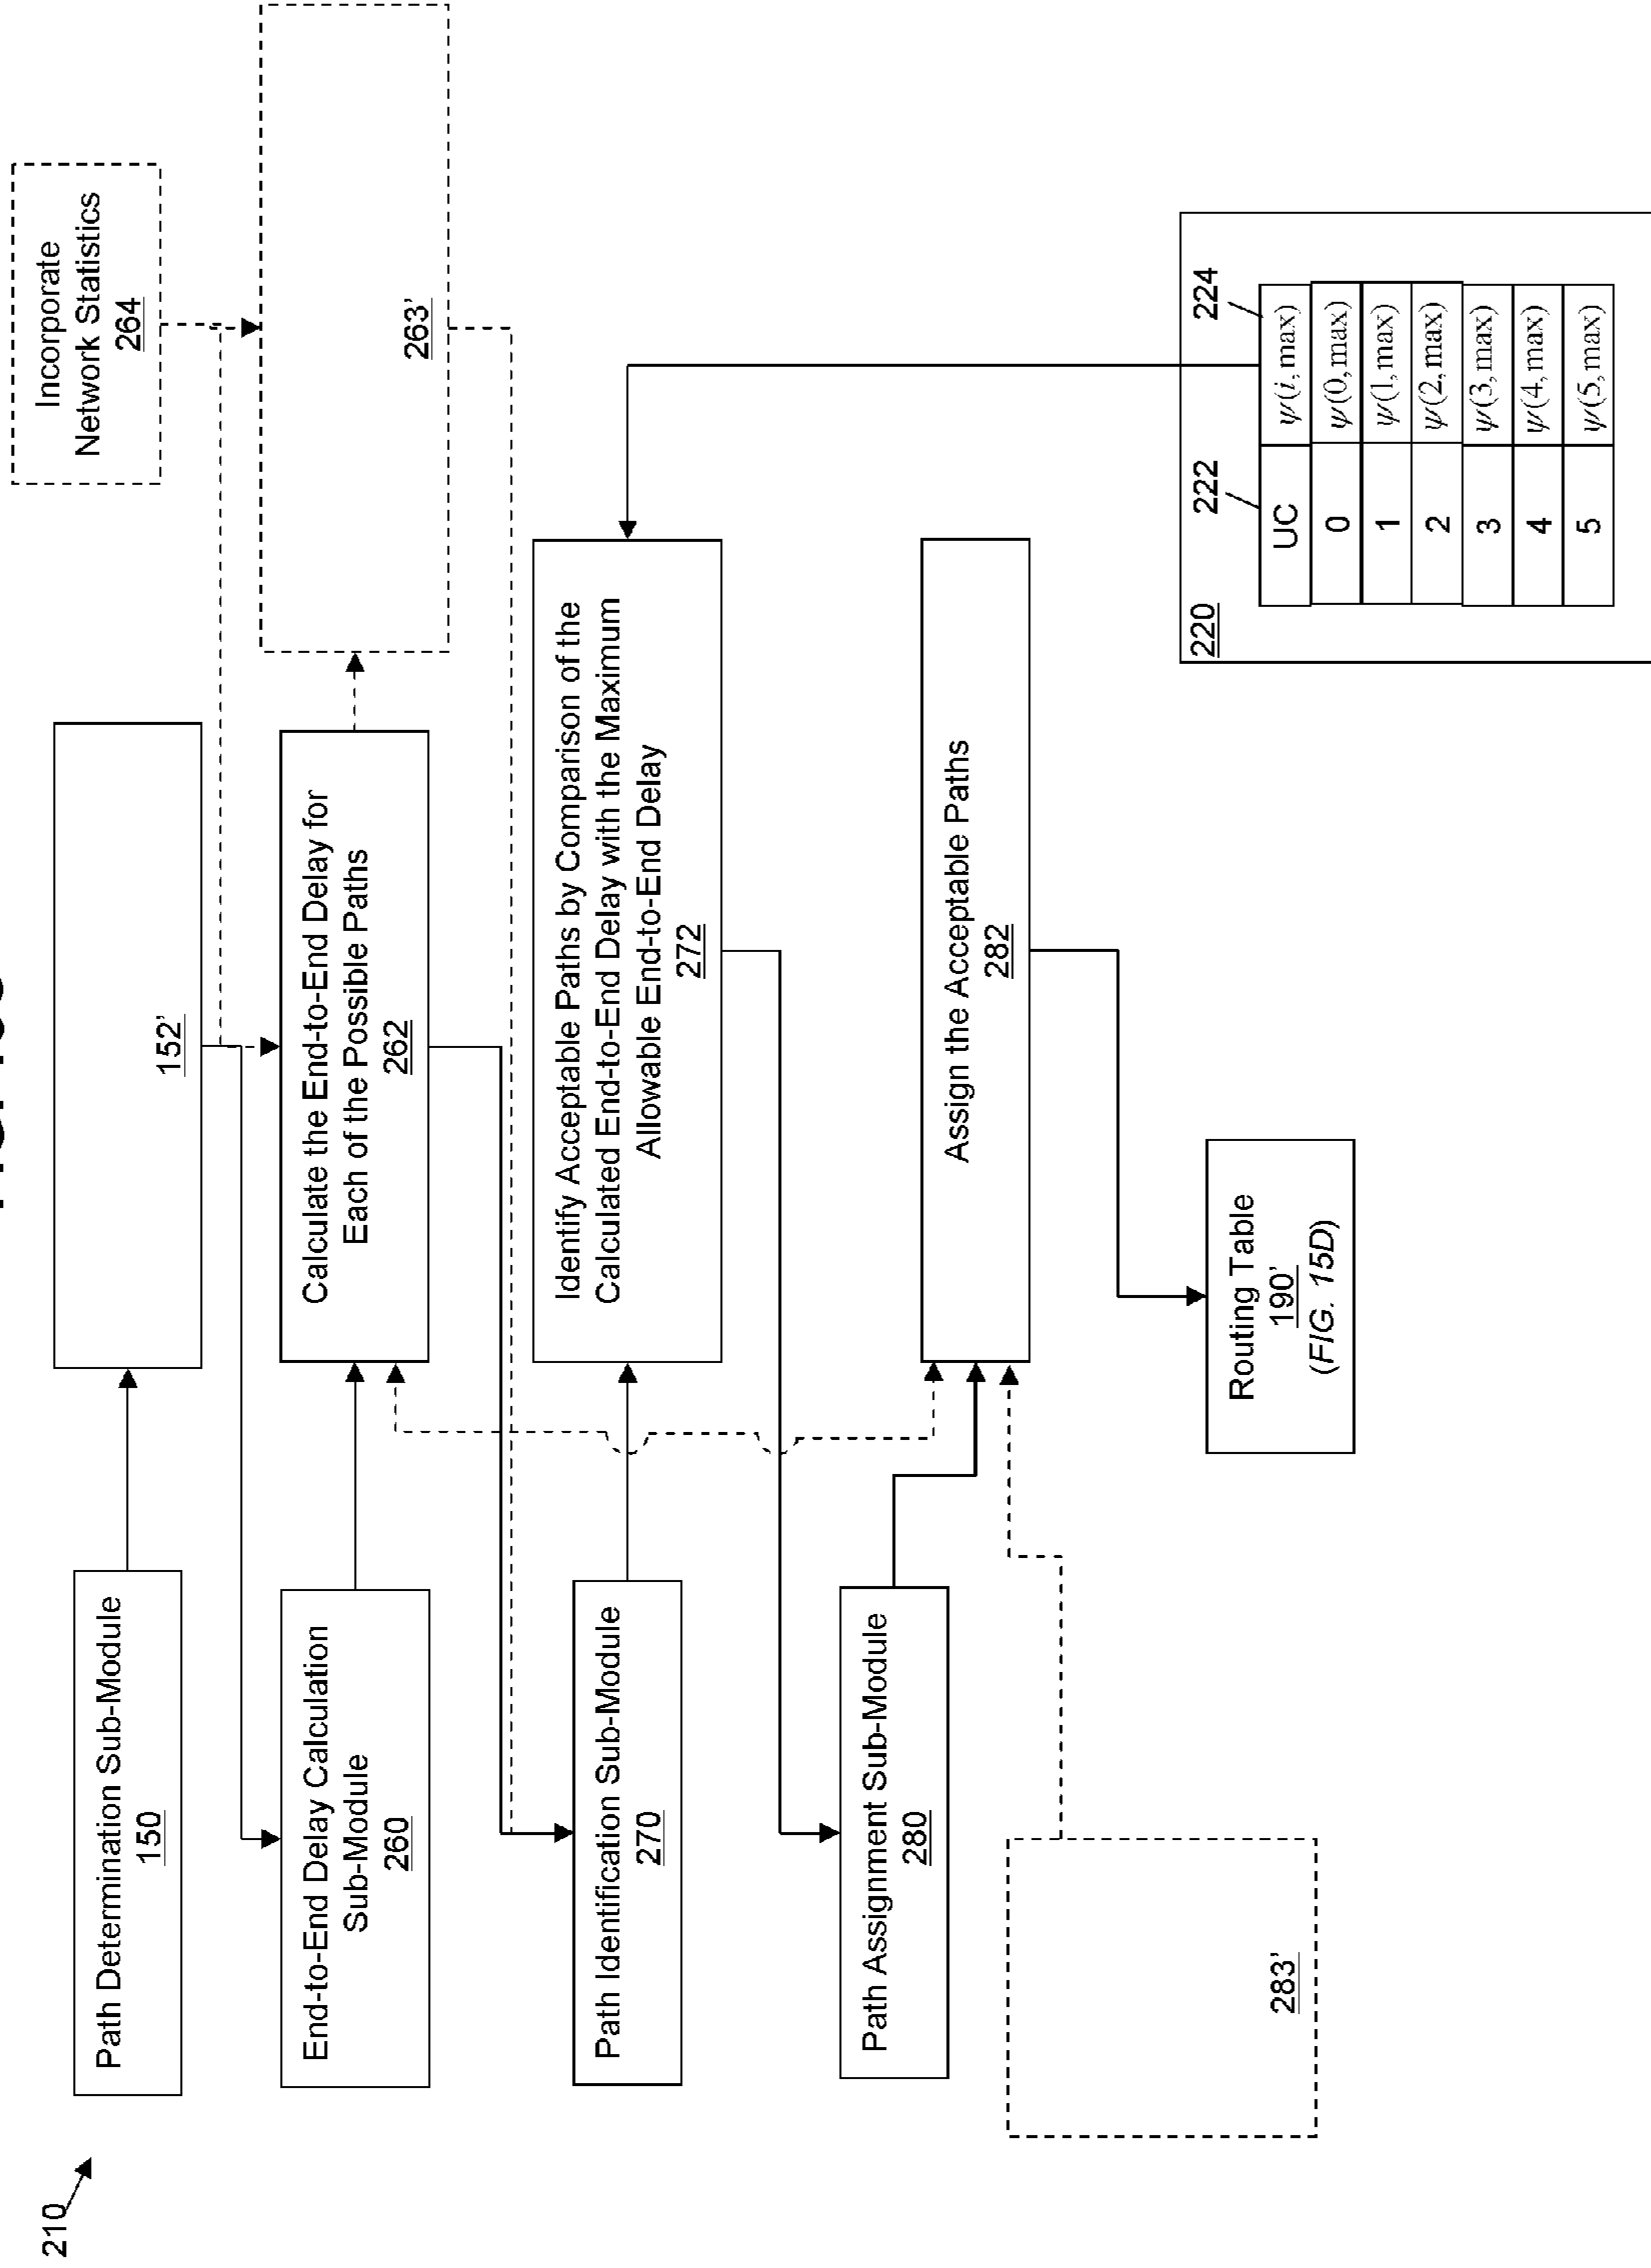 210
Path Determination Sub-Module
150
152'
Incorporate
Network Statistics
264
End-to-End Delay Calculation
Sub-Module
260
Calculate the End-to-End Delay for
Each of the Possible Paths
262
263'
Path Identification Sub-Module
270
Identify Acceptable Paths by Comparison of the
Calculated End-to-End Delay with the Maximum
Allowable End-to-End Delay
272
Path Assignment Sub-Module
280
Assign the Acceptable Paths
282
283'
Routing Table
190'
(FIG. 15D)
220
222
224
UC ψ(i, max)
0 ψ(0, max)
1 ψ(1, max)
2 ψ(2, max)
3 ψ(3, max)
4 ψ(4, max)
5 ψ(5, max)